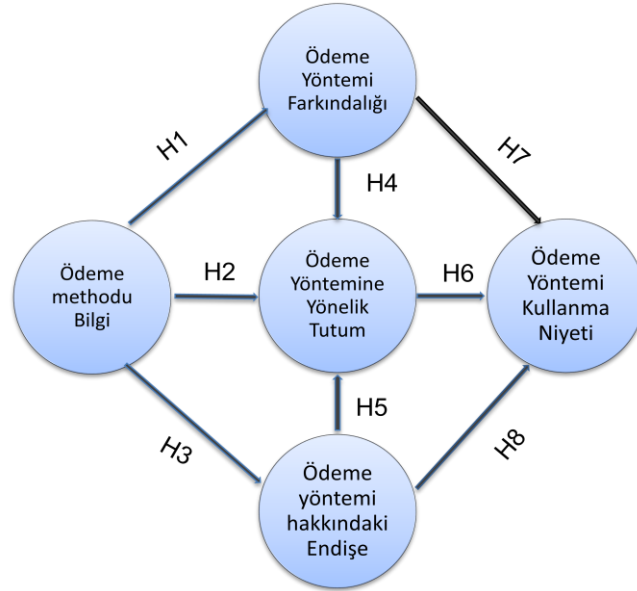 Ödeme
Yöntemi
Farkındalığı
H1
H7
H4
Ödeme
methodu
Bilgi
H2
Ödeme
Yöntemine
Yönelik
Tutum
H6
Ödeme
Yöntemi
Kullanma
Niyeti
H3
H5
H8
Ödeme
yöntemi
hakkındaki
Endişe